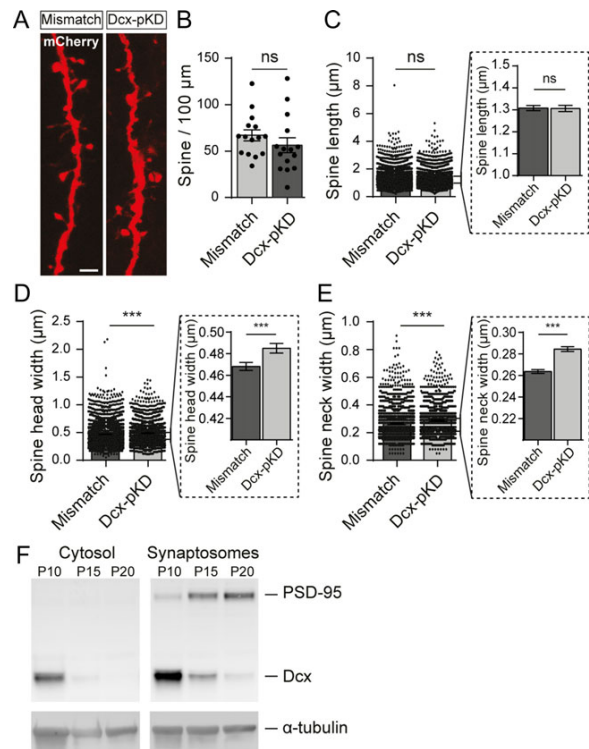 A
Mismatch Dcx-pKD
mCherry
B
Spine / 100 µm
150
100
50
0
ns
Mismatch
Dcx-pKD
C
Spine length (µm)
10
8
6
4
2
0
ns
Mismatch
Dcx-pKD
Spine length (µm)
1.5
1.4
1.3
1.2
1.1
1.0
ns
Mismatch
Dcx-pKD
D
Spine head width (µm)
2.5
2.0
1.5
1.0
0.5
0.0
***
Mismatch
Dcx-pKD
Spine head width (µm)
0.50
0.48
0.46
0.44
0.42
***
Mismatch
Dcx-pKD
E
Spine neck width (µm)
1.0
0.8
0.6
0.4
0.2
0.0
***
Mismatch
Dcx-pKD
Spine neck width (µm)
0.30
0.28
0.26
0.24
0.22
***
Mismatch
Dcx-pKD
F
Cytosol Synaptosomes
P10 P15 P20 P10 P15 P20
PSD-95
Dcx
α-tubulin